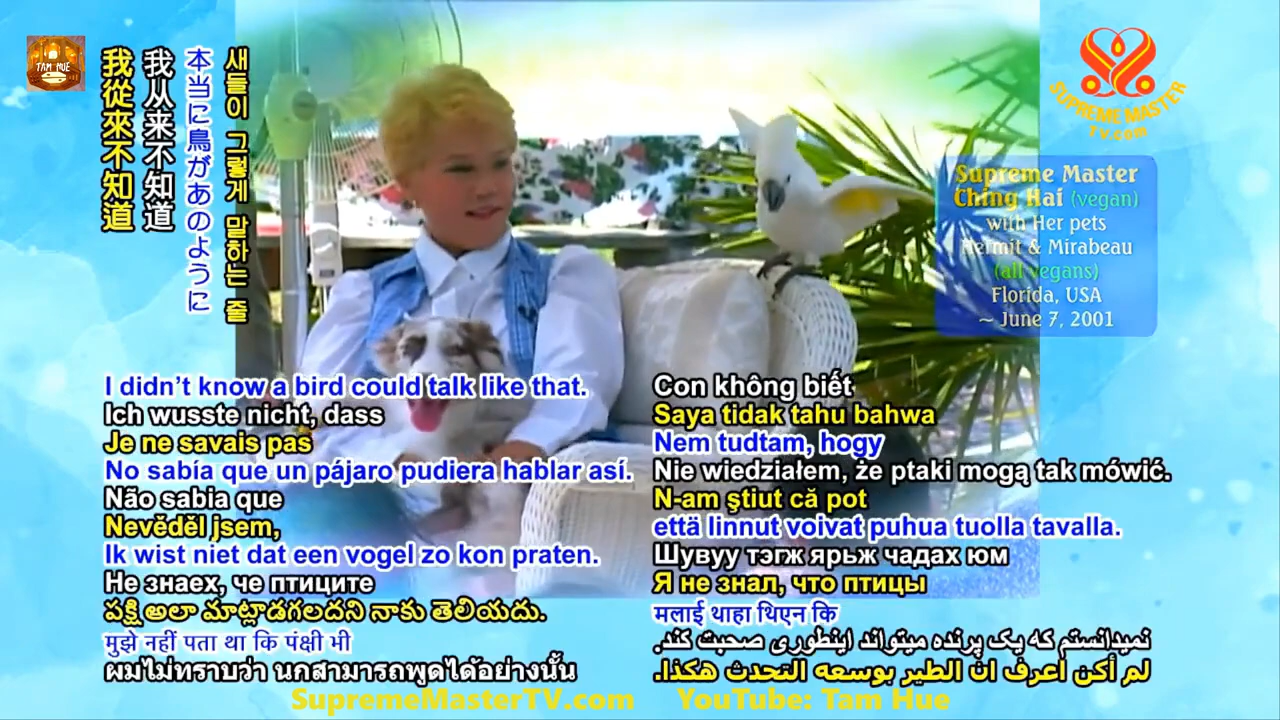 TAM HUE
我從來不知道
我从来不知道
本当に鳥があのように
새들이 그렇게 말하는 줄
SUPREME MASTER
TV.com
Supreme Master
Ching Hai (vegan)
with Her pets
Hermit & Mirabeau
(all vegans)
Florida, USA
~ June 7, 2001
I didn't know a bird could talk like that.
Ich wusste nicht, dass
Je ne savais pas
No sabía que un pájaro pudiera hablar así.
Não sabia que
Nevěděl jsem,
Ik wist niet dat een vogel zo kon praten.
Не знаех, че птиците
పక్షి అలా మాట్లాడగలదని నాకు తెలియదు.
मुझे नहीं पता था कि पंक्षी भी
ผมไม่ทราบว่า นกสามารถพูดได้อย่างนั้น
Con không biết
Saya tidak tahu bahwa
Nem tudtam, hogy
Nie wiedziałem, że ptaki mogą tak mówić.
N-am ştiut că pot
että linnut voivat puhua tuolla tavalla.
Шувуу тэгж ярьж чадах юм
Я не знал, что птицы
मलाई थाहा थिएन कि
نمیدانستم که یک پرنده میتواند اینطوری صحبت کند.
لم أكن أعرف ان الطير بوسعه التحدث هكذا.
SupremeMasterTV.com YouTube: Tam Hue